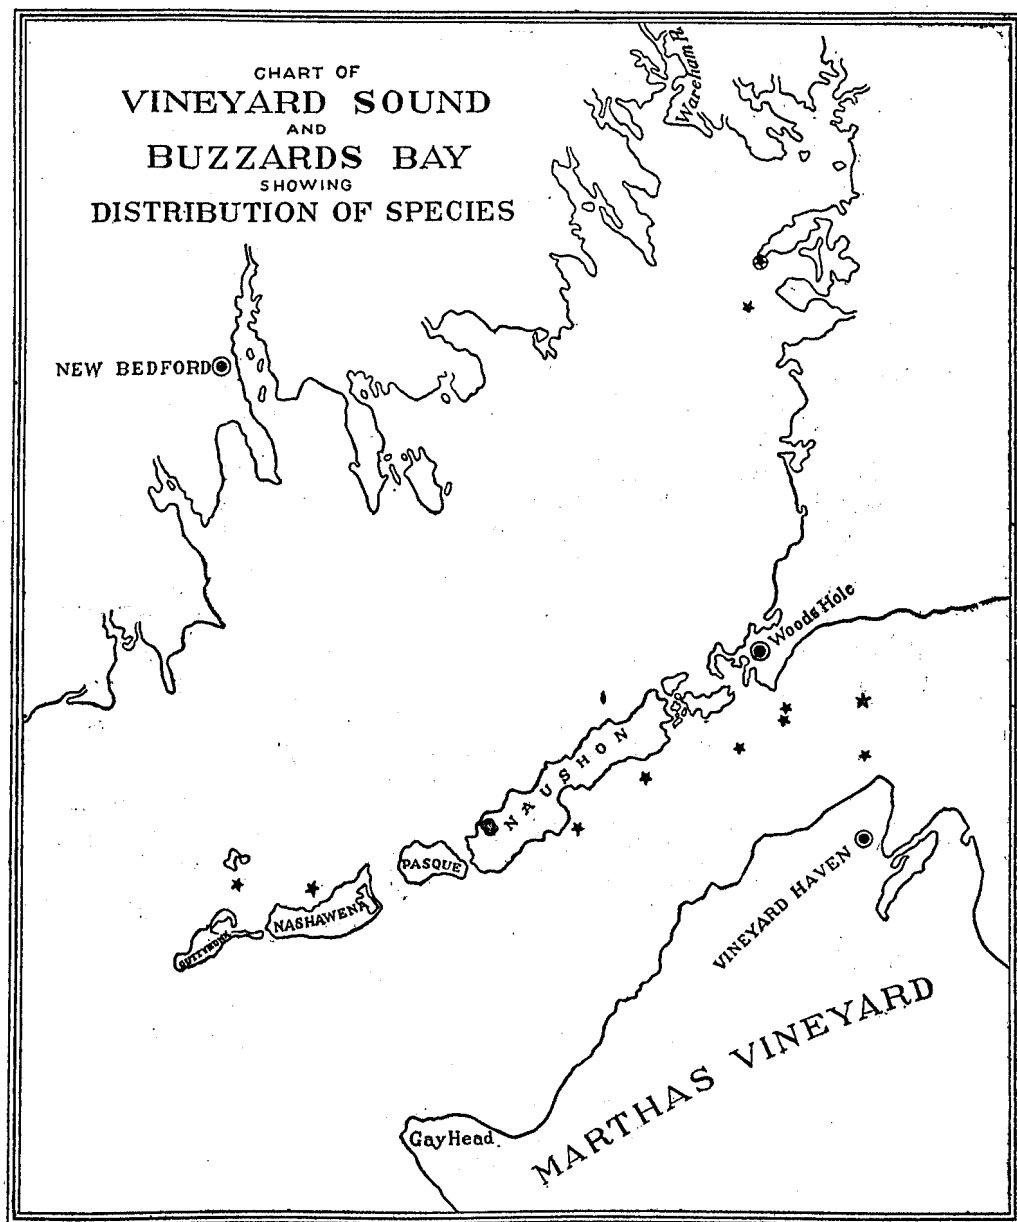 CHART OF
VINEYARD SOUND
AND
BUZZARDS BAY
SHOWING
DISTRIBUTION OF SPECIES
Wareham R.
NEW BEDFORD
Woods Hole
NAUSHON
PASQUE
NASHAWENA
CUTTYHUNK
VINEYARD HAVEN
MARTHAS VINEYARD
Gay Head